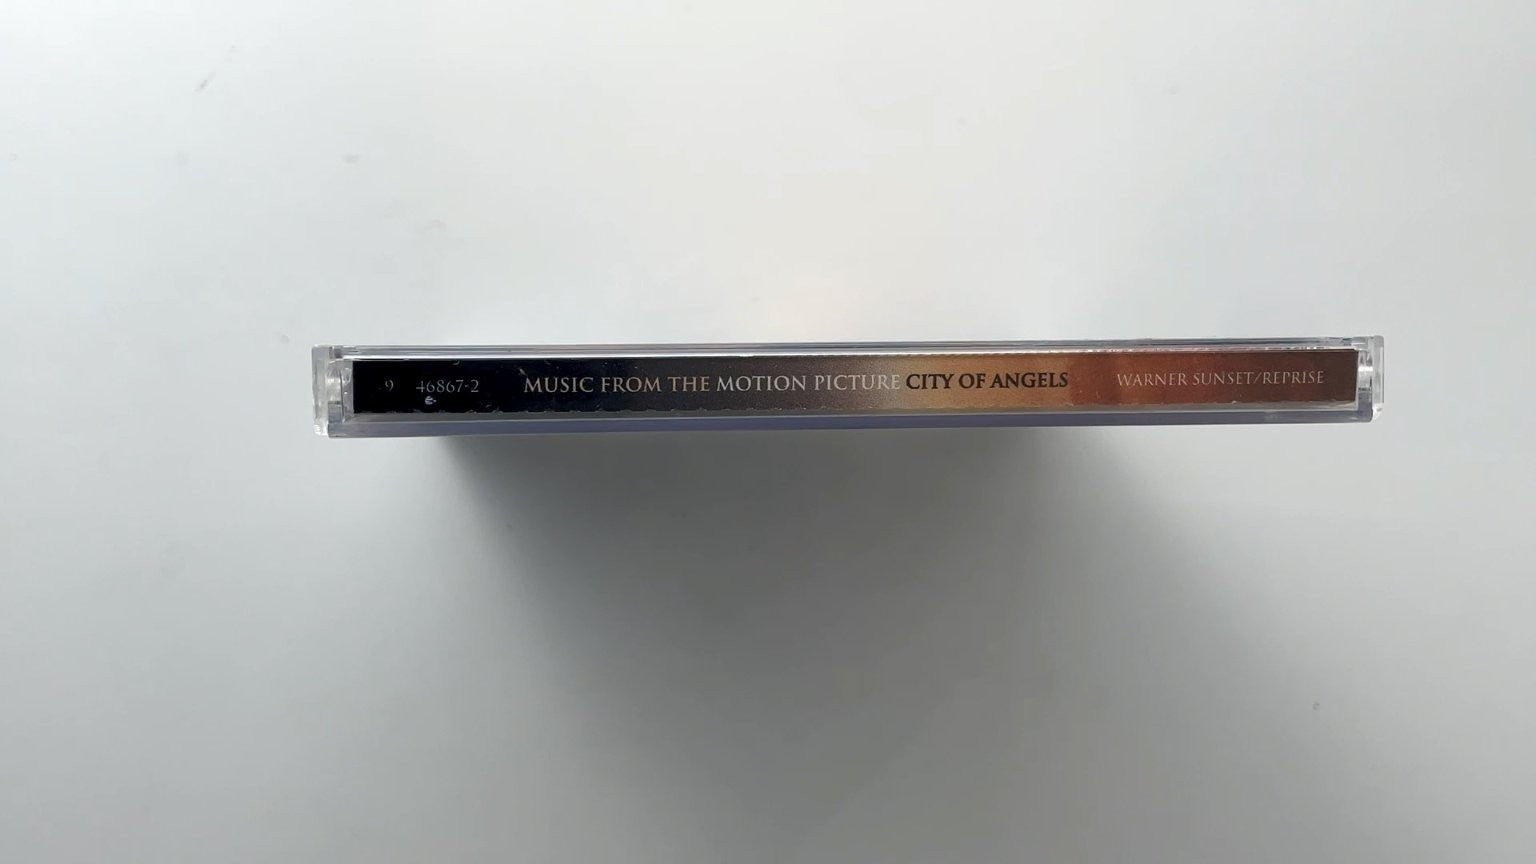 9 46867-2 MUSIC FROM THE MOTION PICTURE CITY OF ANGELS WARNER SUNSET/REPRISE